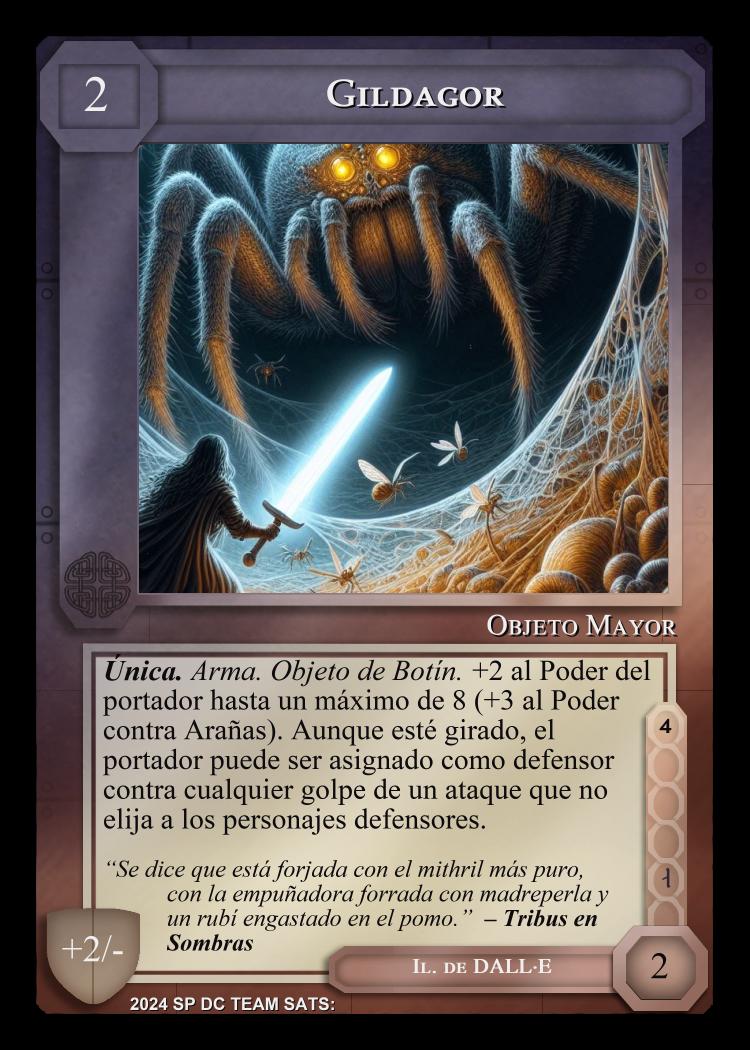 2
Gildagor
Objeto Mayor
Única. Arma. Objeto de Botín. +2 al Poder del
portador hasta un máximo de 8 (+3 al Poder
contra Arañas). Aunque esté girado, el
portador puede ser asignado como defensor
contra cualquier golpe de un ataque que no
elija a los personajes defensores.
4
“Se dice que está forjada con el mithril más puro,
con la empuñadora forrada con madreperla y
un rubí engastado en el pomo.” – Tribus en
Sombras
+2/-
Il. de DALL·E
2
2024 SP DC TEAM SATS: